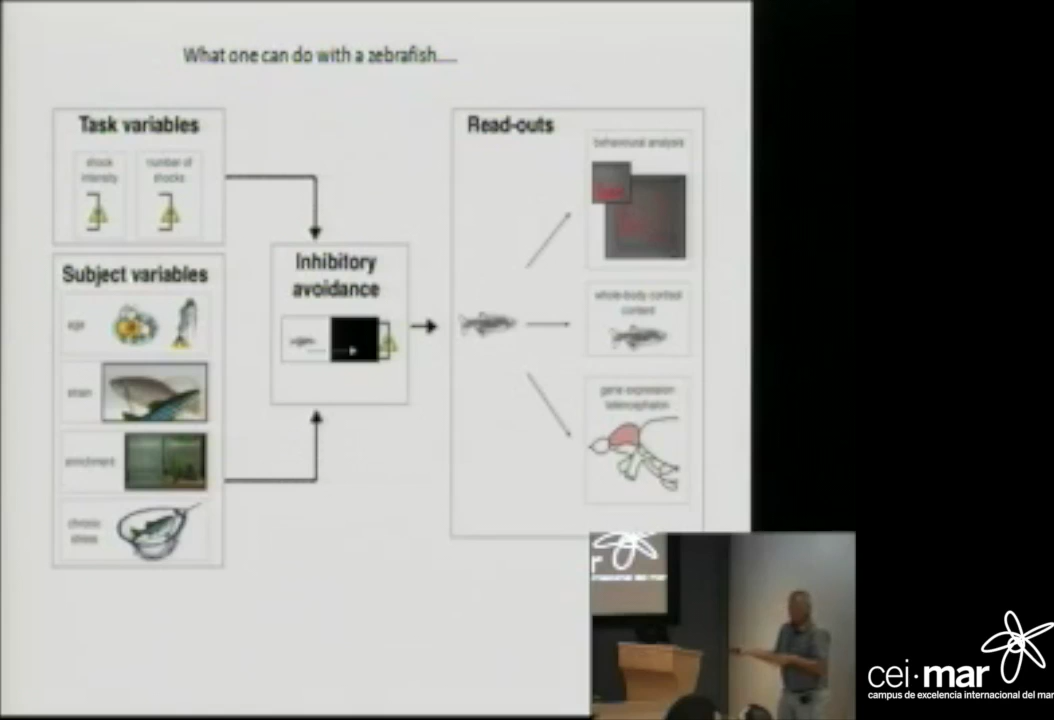 What one can do with a zebrafish.....
Task variables
shock
intensity
number of
shocks
Subject variables
age
strain
enrichment
chronic
stress
Inhibitory
avoidance
Read-outs
behavioural analysis
whole-body cortisol
content
gene expression
telencephalon
r
cei·mar
campus de excelencia internacional del mar